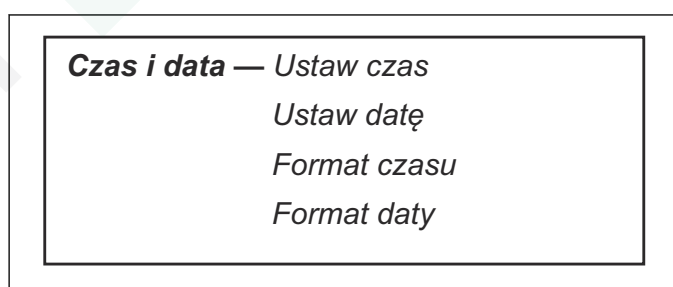 Czas i data — Ustaw czas
Ustaw datę
Format czasu
Format daty